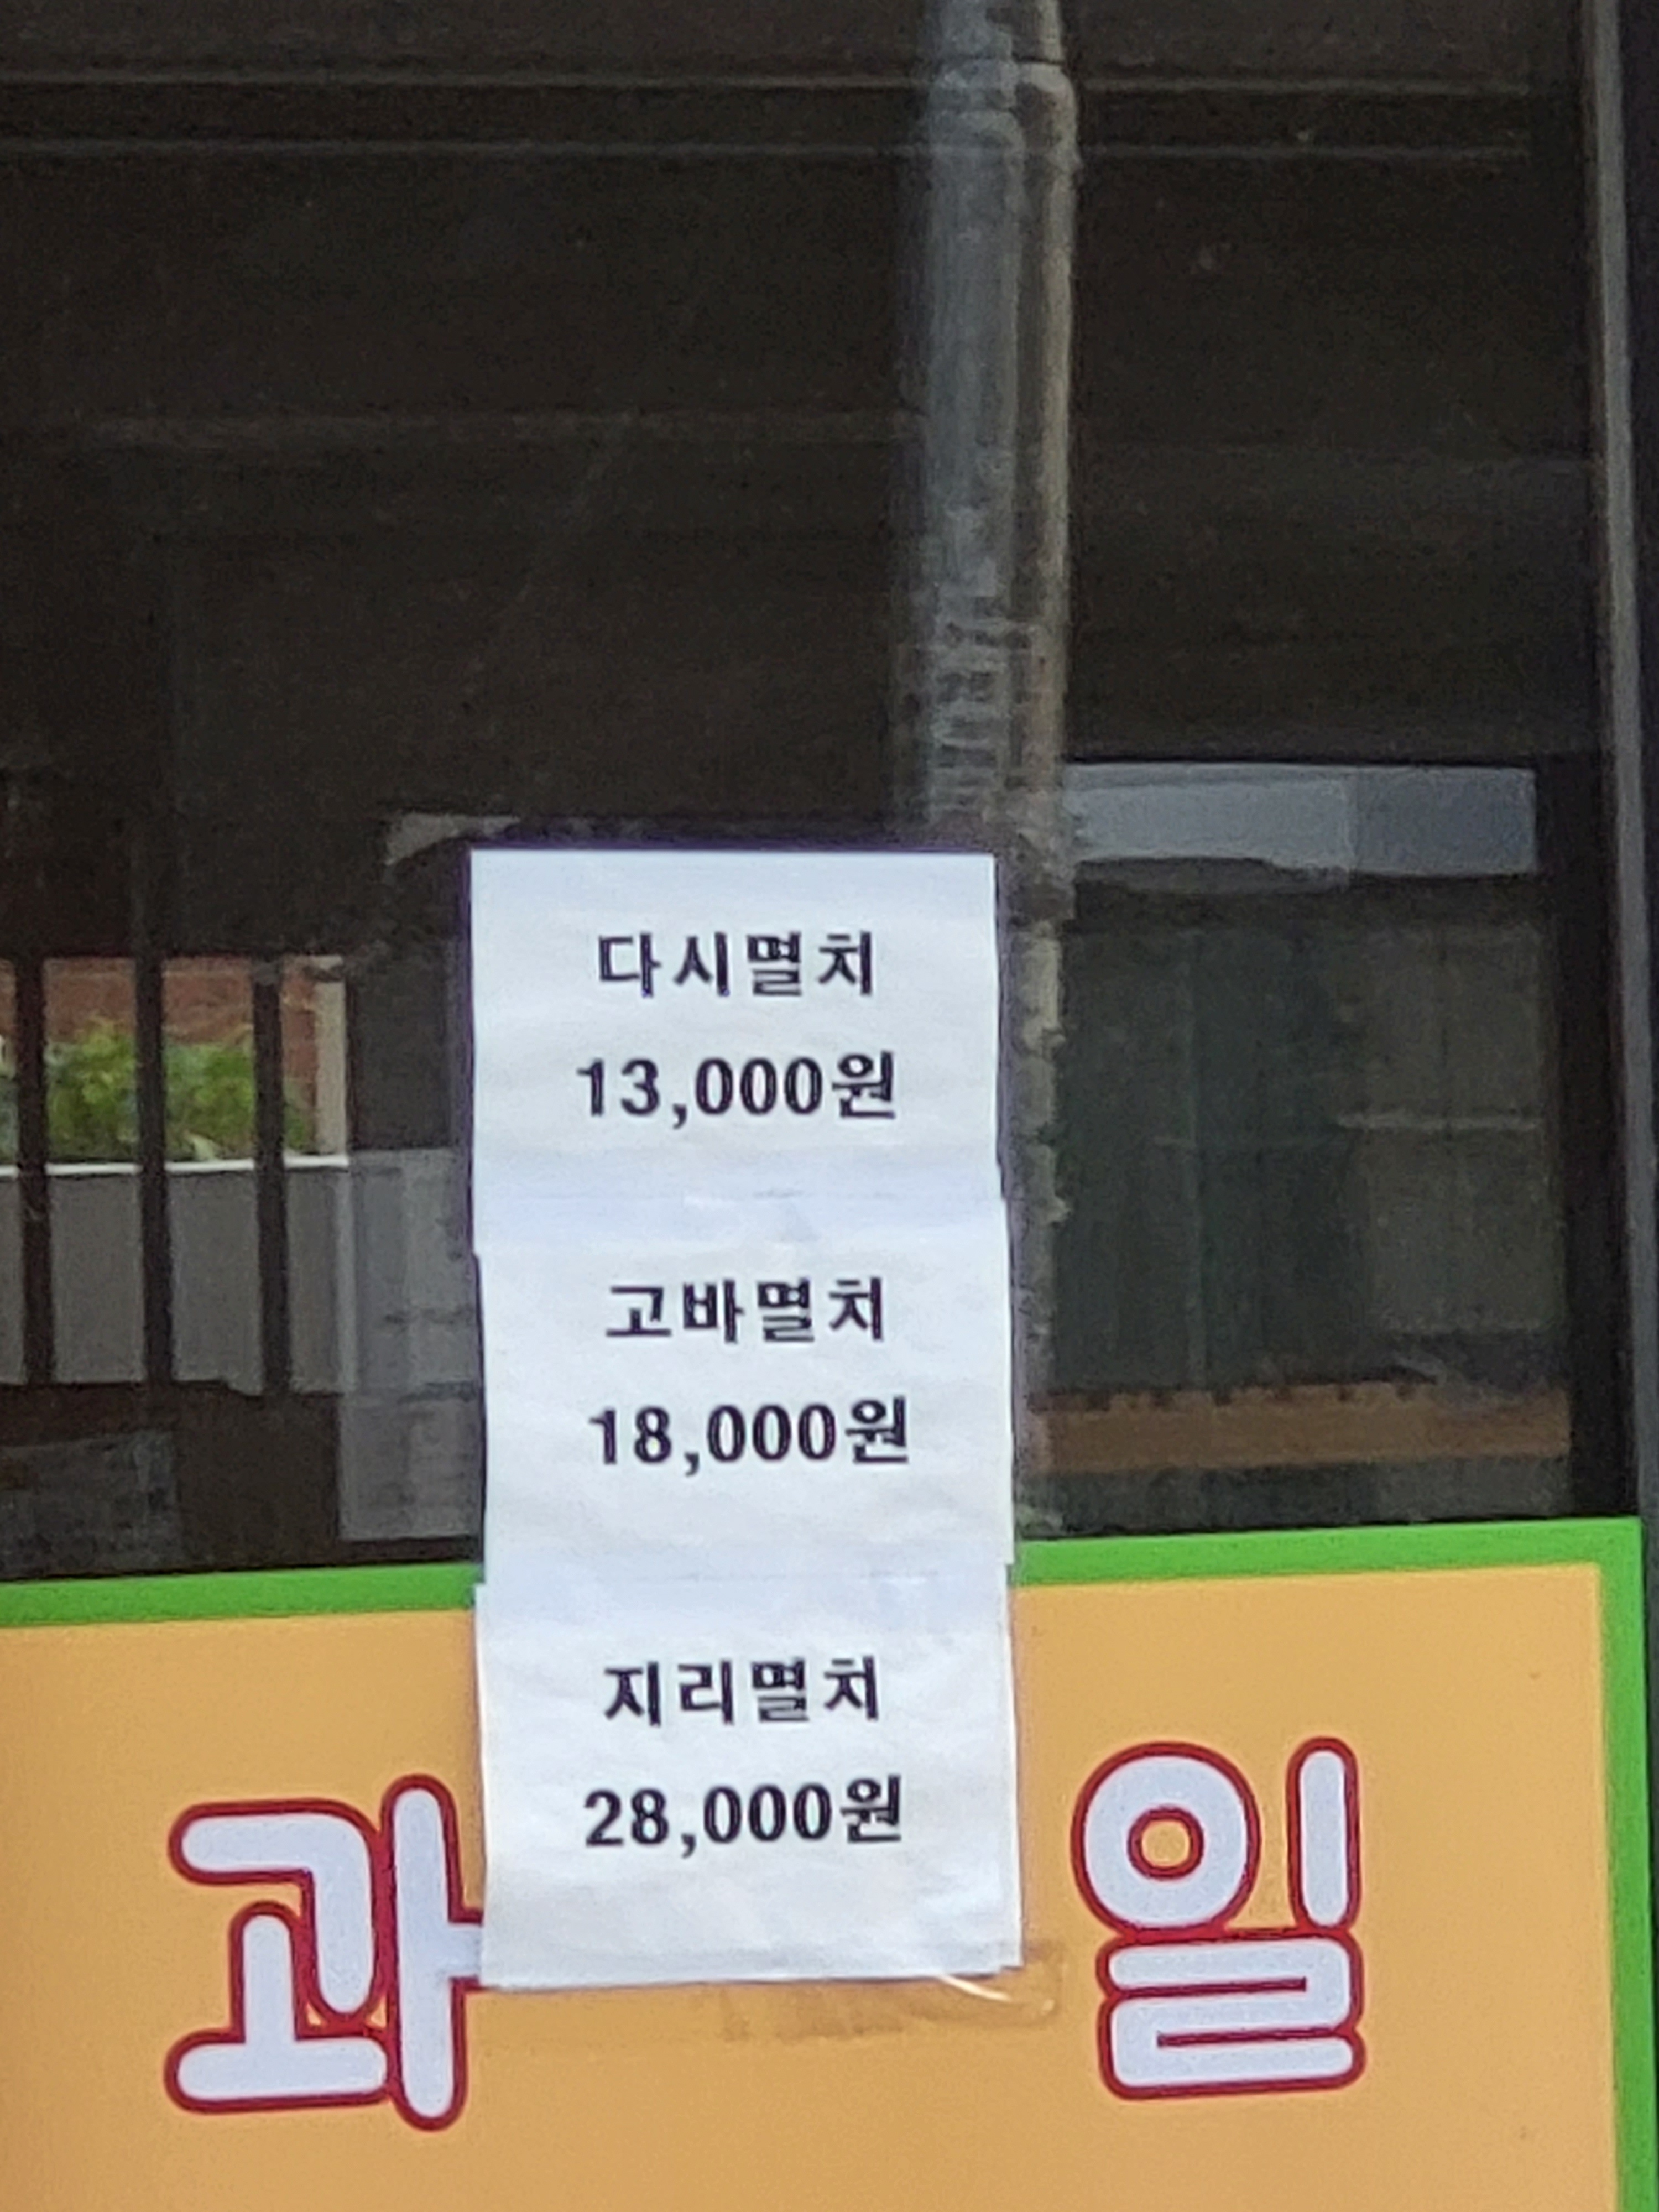 다시멸치
13,000원
고바멸치
18,000원
지리멸치
28,000원
과일